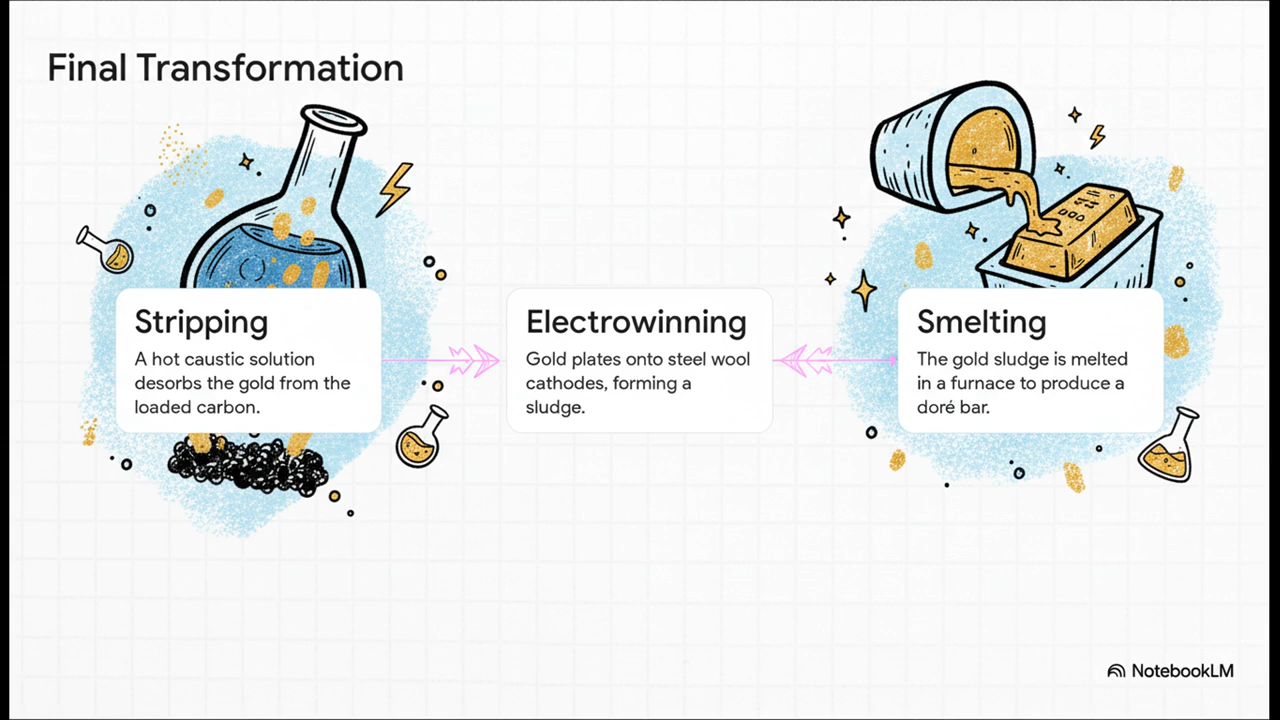 Final Transformation
Stripping
A hot caustic solution
desorbs the gold from the
loaded carbon.
Electrowinning
Gold plates onto steel wool
cathodes, forming a
sludge.
Smelting
The gold sludge is melted
in a furnace to produce a
doré bar.
NotebookLM